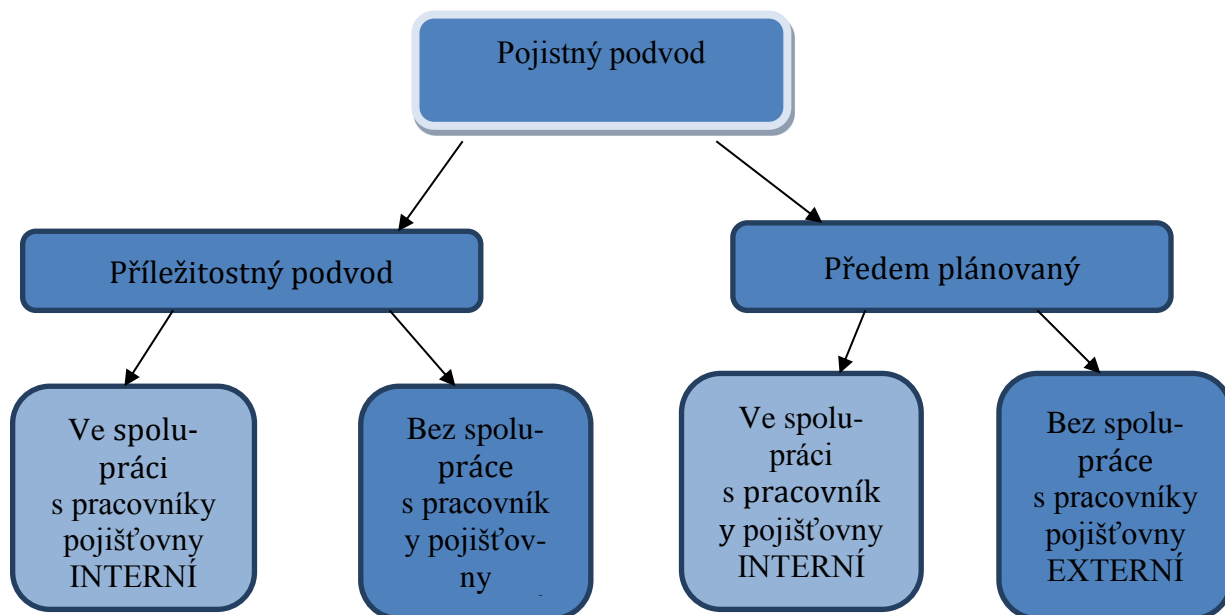 Pojistný podvod
Příležitostný podvod
Předem plánovaný
Ve spolu-
práci
s pracovníky
pojišťovny
INTERNÍ
Bez spolu-
práce
s pracovník
y pojišťov-
ny
Ve spolu-
práci
s pracovník
y pojišťovny
INTERNÍ
Bez spolu-
práce
s pracovníky
pojišťovny
EXTERNÍ